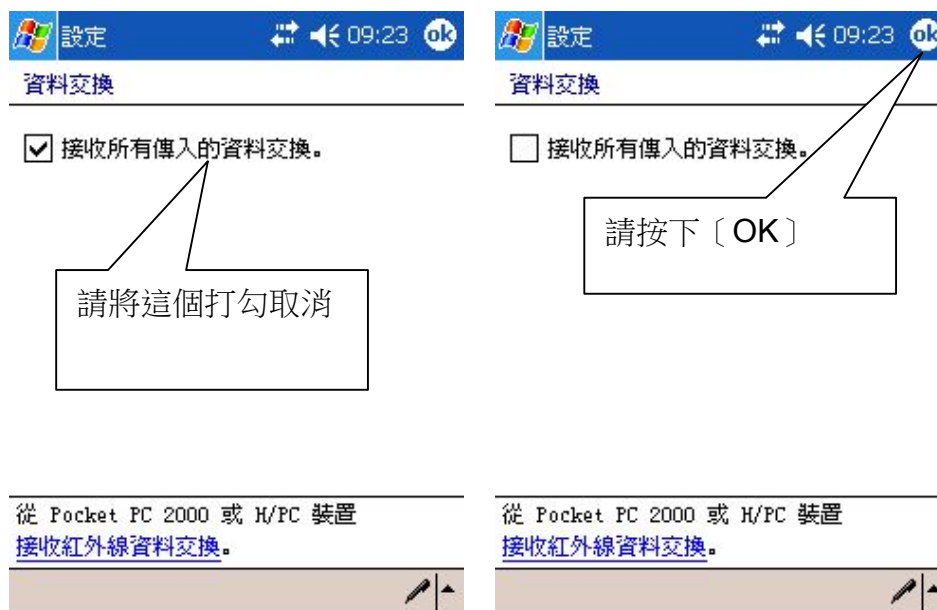 設定 09:23 ok
資料交換
接收所有傳入的資料交換。
請將這個打勾取消
從 Pocket PC 2000 或 H/PC 裝置
接收紅外線資料交換。
設定 09:23 ok
資料交換
接收所有傳入的資料交換。
請按下〔OK〕
從 Pocket PC 2000 或 H/PC 裝置
接收紅外線資料交換。